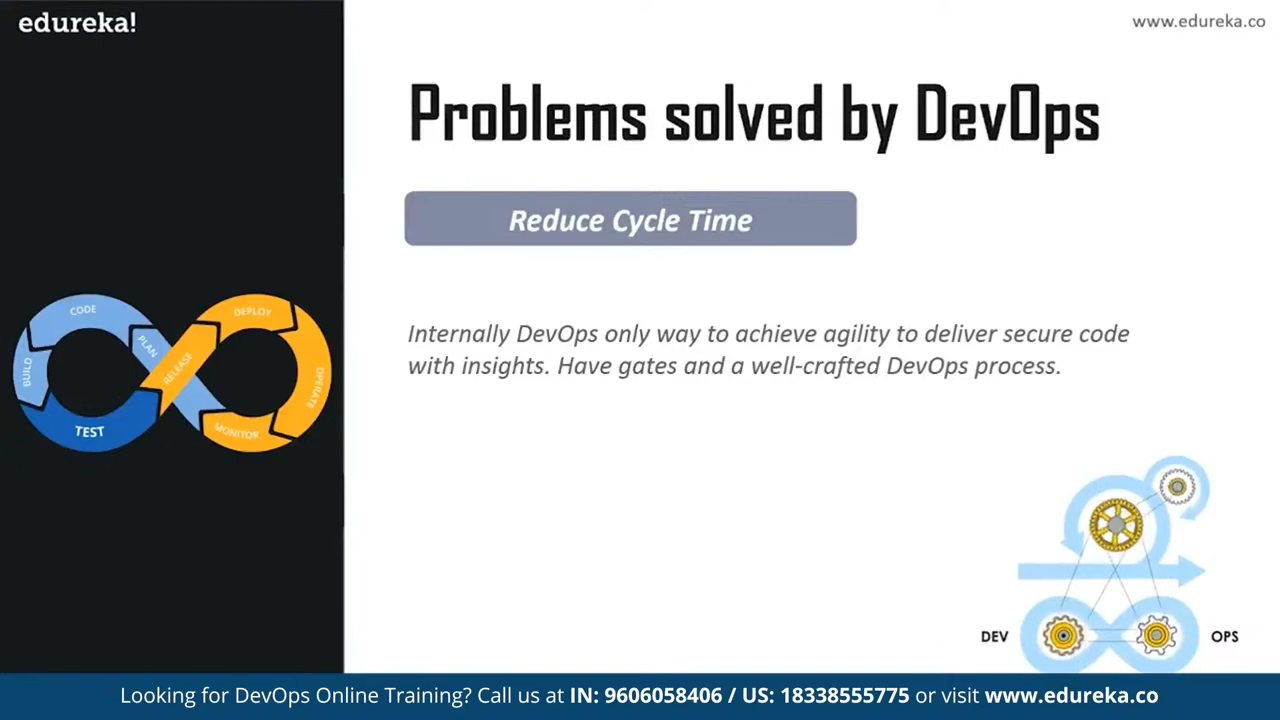 edureka!
www.edureka.co
Problems solved by DevOps
Reduce Cycle Time
Internally DevOps only way to achieve agility to deliver secure code
with insights. Have gates and a well-crafted DevOps process.
CODE
DEPLOY
PLAN
BUILD
RELEASE
OPERATE
TEST
MONITOR
DEV
OPS
Looking for DevOps Online Training? Call us at IN: 9606058406 / US: 18338555775 or visit www.edureka.co